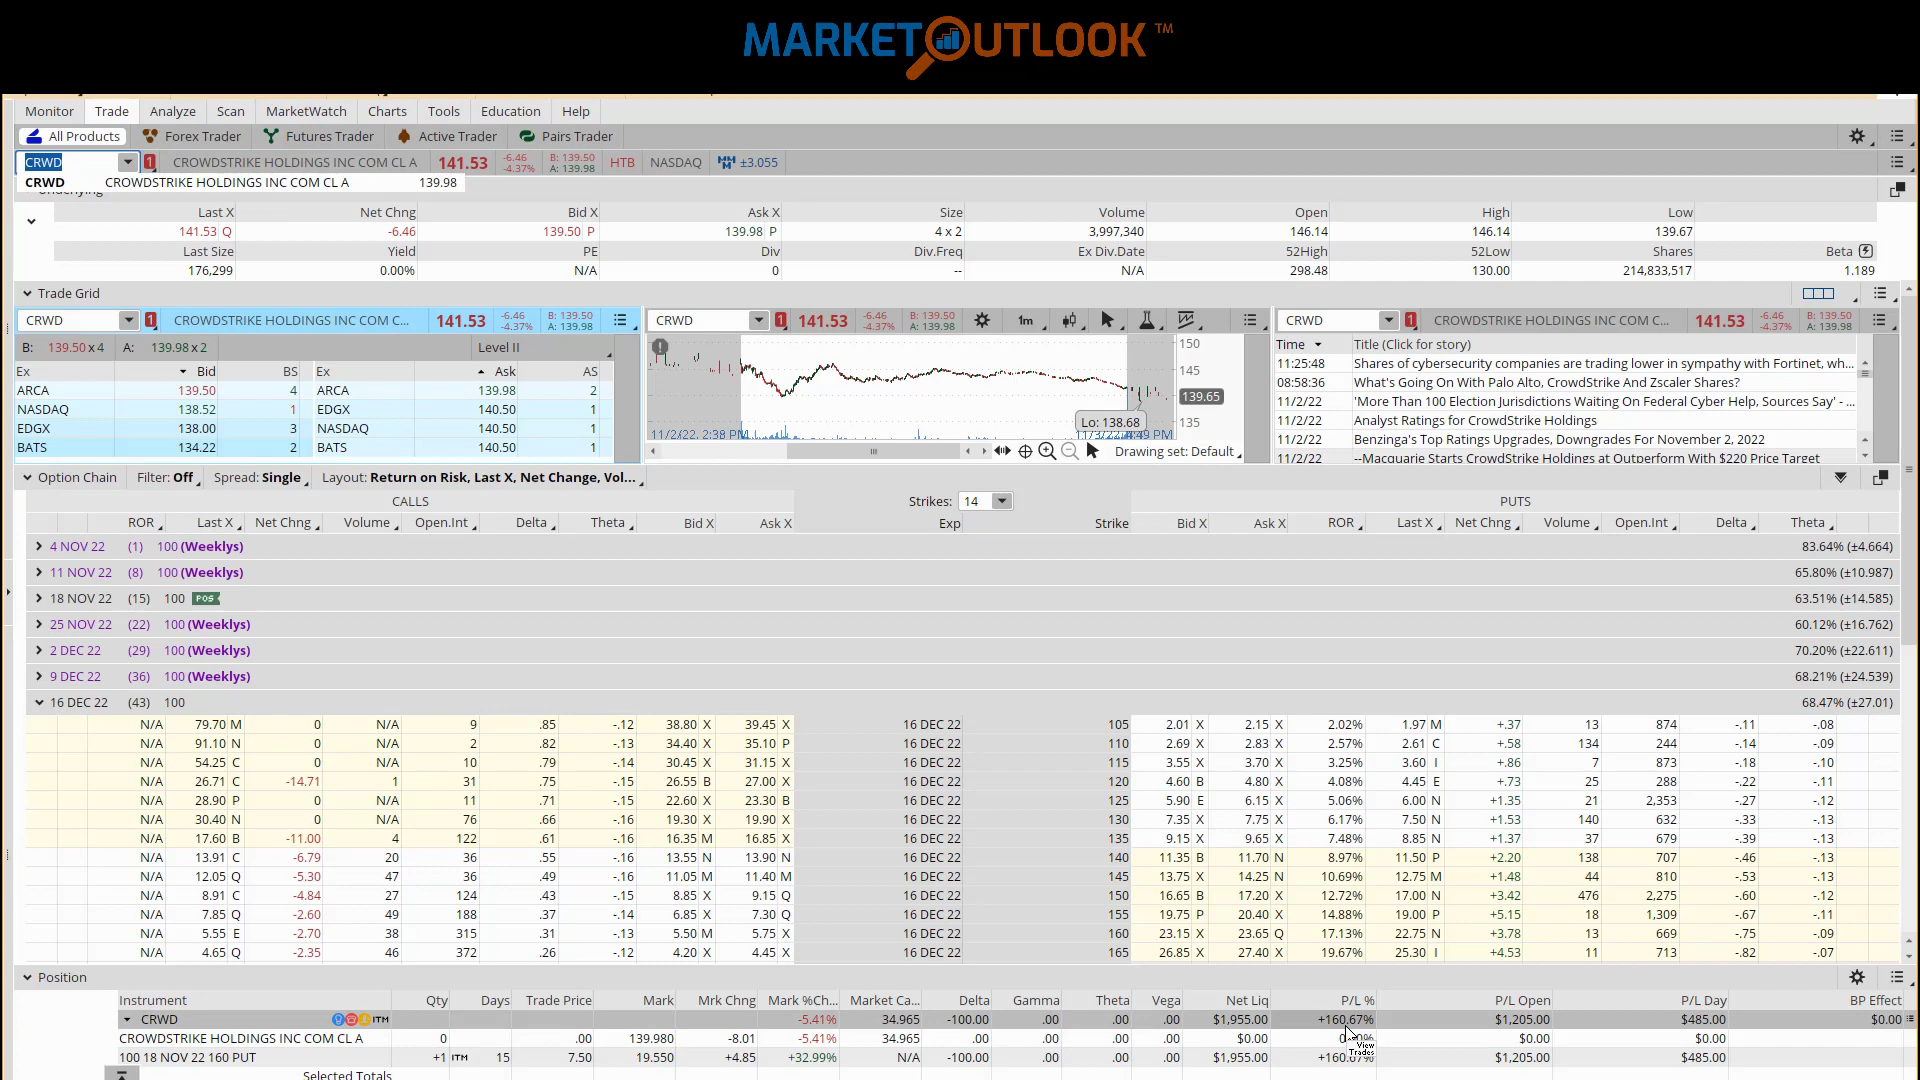 MARKETOUTLOOK™
Monitor Trade Analyze Scan MarketWatch Charts Tools Education Help
All Products Forex Trader Futures Trader Active Trader Pairs Trader
CRWD 1 CROWDSTRIKE HOLDINGS INC COM CL A 141.53 -6.46 -4.37% B: 139.50 A: 139.98 HTB NASDAQ MM ±3.055
CRWD CROWDSTRIKE HOLDINGS INC COM CL A 139.98
Underlying
Last X Net Chng Bid X Ask X Size Volume Open High Low
141.53 Q -6.46 139.50 P 139.98 P 4 x 2 3,997,340 146.14 146.14 139.67
Last Size Yield PE Div Div.Freq Ex Div.Date 52High 52Low Shares Beta
176,299 0.00% N/A 0 -- N/A 298.48 130.00 214,833,517 1.189
Trade Grid
CRWD 1 CROWDSTRIKE HOLDINGS INC COM C... 141.53 -6.46 -4.37% B: 139.50 A: 139.98
B: 139.50 x 4 A: 139.98 x 2 Level II
Ex Bid BS Ex Ask AS
ARCA 139.50 4 ARCA 139.98 2
NASDAQ 138.52 1 EDGX 140.50 1
EDGX 138.00 3 NASDAQ 140.50 1
BATS 134.22 2 BATS 140.50 1
CRWD 1 141.53 -6.46 -4.37% B: 139.50 A: 139.98 1m
150
145
139.65
135
Lo: 138.68
11/2/22, 2:38 PM
4:49 PM
Drawing set: Default
CRWD 1 CROWDSTRIKE HOLDINGS INC COM C... 141.53 -6.46 -4.37% B: 139.50 A: 139.98
Time Title (Click for story)
11:25:48 Shares of cybersecurity companies are trading lower in sympathy with Fortinet, wh...
08:58:36 What's Going On With Palo Alto, CrowdStrike And Zscaler Shares?
11/2/22 'More Than 100 Election Jurisdictions Waiting On Federal Cyber Help, Sources Say' - ...
11/2/22 Analyst Ratings for CrowdStrike Holdings
11/2/22 Benzinga's Top Ratings Upgrades, Downgrades For November 2, 2022
11/2/22 --Macquarie Starts CrowdStrike Holdings at Outperform With $220 Price Target
Option Chain Filter: Off Spread: Single Layout: Return on Risk, Last X, Net Change, Vol...
CALLS Strikes: 14 PUTS
ROR Last X Net Chng Volume Open.Int Delta Theta Bid X Ask X Exp Strike Bid X Ask X ROR Last X Net Chng Volume Open.Int Delta Theta
4 NOV 22 (1) 100 (Weeklys) 83.64% (±4.664)
11 NOV 22 (8) 100 (Weeklys) 65.80% (±10.987)
18 NOV 22 (15) 100 POS 63.51% (±14.585)
25 NOV 22 (22) 100 (Weeklys) 60.12% (±16.762)
2 DEC 22 (29) 100 (Weeklys) 70.20% (±22.611)
9 DEC 22 (36) 100 (Weeklys) 68.21% (±24.539)
16 DEC 22 (43) 100 68.47% (±27.01)
N/A 79.70 M 0 N/A 9 .85 -.12 38.80 X 39.45 X 16 DEC 22 105 2.01 X 2.15 X 2.02% 1.97 M +.37 13 874 -.11 -.08
N/A 91.10 N 0 N/A 2 .82 -.13 34.40 X 35.10 P 16 DEC 22 110 2.69 X 2.83 X 2.57% 2.61 C +.58 134 244 -.14 -.09
N/A 54.25 C 0 N/A 10 .79 -.14 30.45 X 31.15 X 16 DEC 22 115 3.55 X 3.70 X 3.25% 3.60 I +.86 7 873 -.18 -.10
N/A 26.71 C -14.71 1 31 .75 -.15 26.55 B 27.00 X 16 DEC 22 120 4.60 B 4.80 X 4.08% 4.45 E +.73 25 288 -.22 -.11
N/A 28.90 P 0 N/A 11 .71 -.15 22.60 X 23.30 B 16 DEC 22 125 5.90 E 6.15 X 5.06% 6.00 N +1.35 21 2,353 -.27 -.12
N/A 30.40 N 0 N/A 76 .66 -.16 19.30 X 19.90 X 16 DEC 22 130 7.35 X 7.75 X 6.17% 7.50 N +1.53 140 632 -.33 -.13
N/A 17.60 B -11.00 4 122 .61 -.16 16.35 M 16.85 X 16 DEC 22 135 9.15 X 9.65 X 7.48% 8.85 N +1.37 37 679 -.39 -.13
N/A 13.91 C -6.79 20 36 .55 -.16 13.55 N 13.90 N 16 DEC 22 140 11.35 B 11.70 N 8.97% 11.50 P +2.20 138 707 -.46 -.13
N/A 12.05 Q -5.30 47 36 .49 -.16 11.05 M 11.40 M 16 DEC 22 145 13.75 X 14.25 N 10.69% 12.75 M +1.48 44 810 -.53 -.13
N/A 8.91 C -4.84 27 124 .43 -.15 8.85 X 9.15 Q 16 DEC 22 150 16.65 B 17.20 X 12.72% 17.00 N +3.42 476 2,275 -.60 -.12
N/A 7.85 Q -2.60 49 188 .37 -.14 6.85 X 7.30 Q 16 DEC 22 155 19.75 P 20.40 X 14.88% 19.00 P +5.15 18 1,309 -.67 -.11
N/A 5.55 E -2.70 38 315 .31 -.13 5.50 M 5.75 X 16 DEC 22 160 23.15 X 23.65 Q 17.13% 22.75 N +3.78 13 669 -.75 -.09
N/A 4.65 Q -2.35 46 372 .26 -.12 4.20 X 4.45 X 16 DEC 22 165 26.85 X 27.40 X 19.67% 25.30 I +4.53 11 713 -.82 -.07
Position
Instrument Qty Days Trade Price Mark Mrk Chng Mark %Ch... Market Ca... Delta Gamma Theta Vega Net Liq P/L % P/L Open P/L Day BP Effect
CRWD ITM -5.41% 34.965 -100.00 .00 .00 .00 $1,955.00 +160.67% $1,205.00 $485.00 $0.00
CROWDSTRIKE HOLDINGS INC COM CL A 0 .00 139.980 -8.01 -5.41% 34.965 .00 .00 .00 .00 $0.00 $0.00 $0.00
100 18 NOV 22 160 PUT +1 ITM 15 7.50 19.550 +4.85 +32.99% N/A -100.00 .00 .00 .00 $1,955.00 +160.67% $1,205.00 $485.00
View Trades
Selected Totals